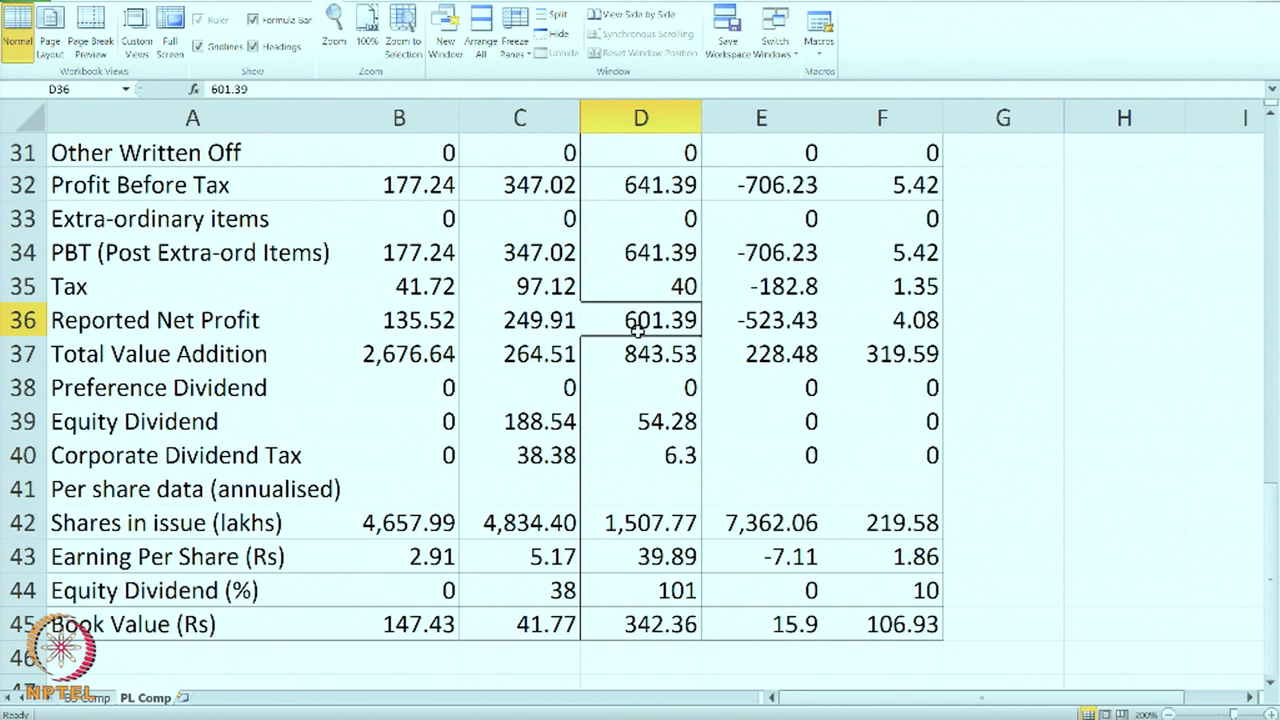 Normal Page Layout Page Break Preview Custom Views Full Screen Ruler Formula Bar Gridlines Headings Zoom 100% Zoom to Selection New Window Arrange All Freeze Panes Split Hide Unhide View Side by Side Synchronous Scrolling Reset Window Position Save Workspace Switch Windows Macros
Workbook Views Show Zoom Window Macros
D36 fx 601.39
A B C D E F G H I
31 Other Written Off 0 0 0 0 0
32 Profit Before Tax 177.24 347.02 641.39 -706.23 5.42
33 Extra-ordinary items 0 0 0 0 0
34 PBT (Post Extra-ord Items) 177.24 347.02 641.39 -706.23 5.42
35 Tax 41.72 97.12 40 -182.8 1.35
36 Reported Net Profit 135.52 249.91 601.39 -523.43 4.08
37 Total Value Addition 2,676.64 264.51 843.53 228.48 319.59
38 Preference Dividend 0 0 0 0 0
39 Equity Dividend 0 188.54 54.28 0 0
40 Corporate Dividend Tax 0 38.38 6.3 0 0
41 Per share data (annualised)
42 Shares in issue (lakhs) 4,657.99 4,834.40 1,507.77 7,362.06 219.58
43 Earning Per Share (Rs) 2.91 5.17 39.89 -7.11 1.86
44 Equity Dividend (%) 0 38 101 0 10
45 Book Value (Rs) 147.43 41.77 342.36 15.9 106.93
46
NPTEL Comp PL Comp
Ready 200%